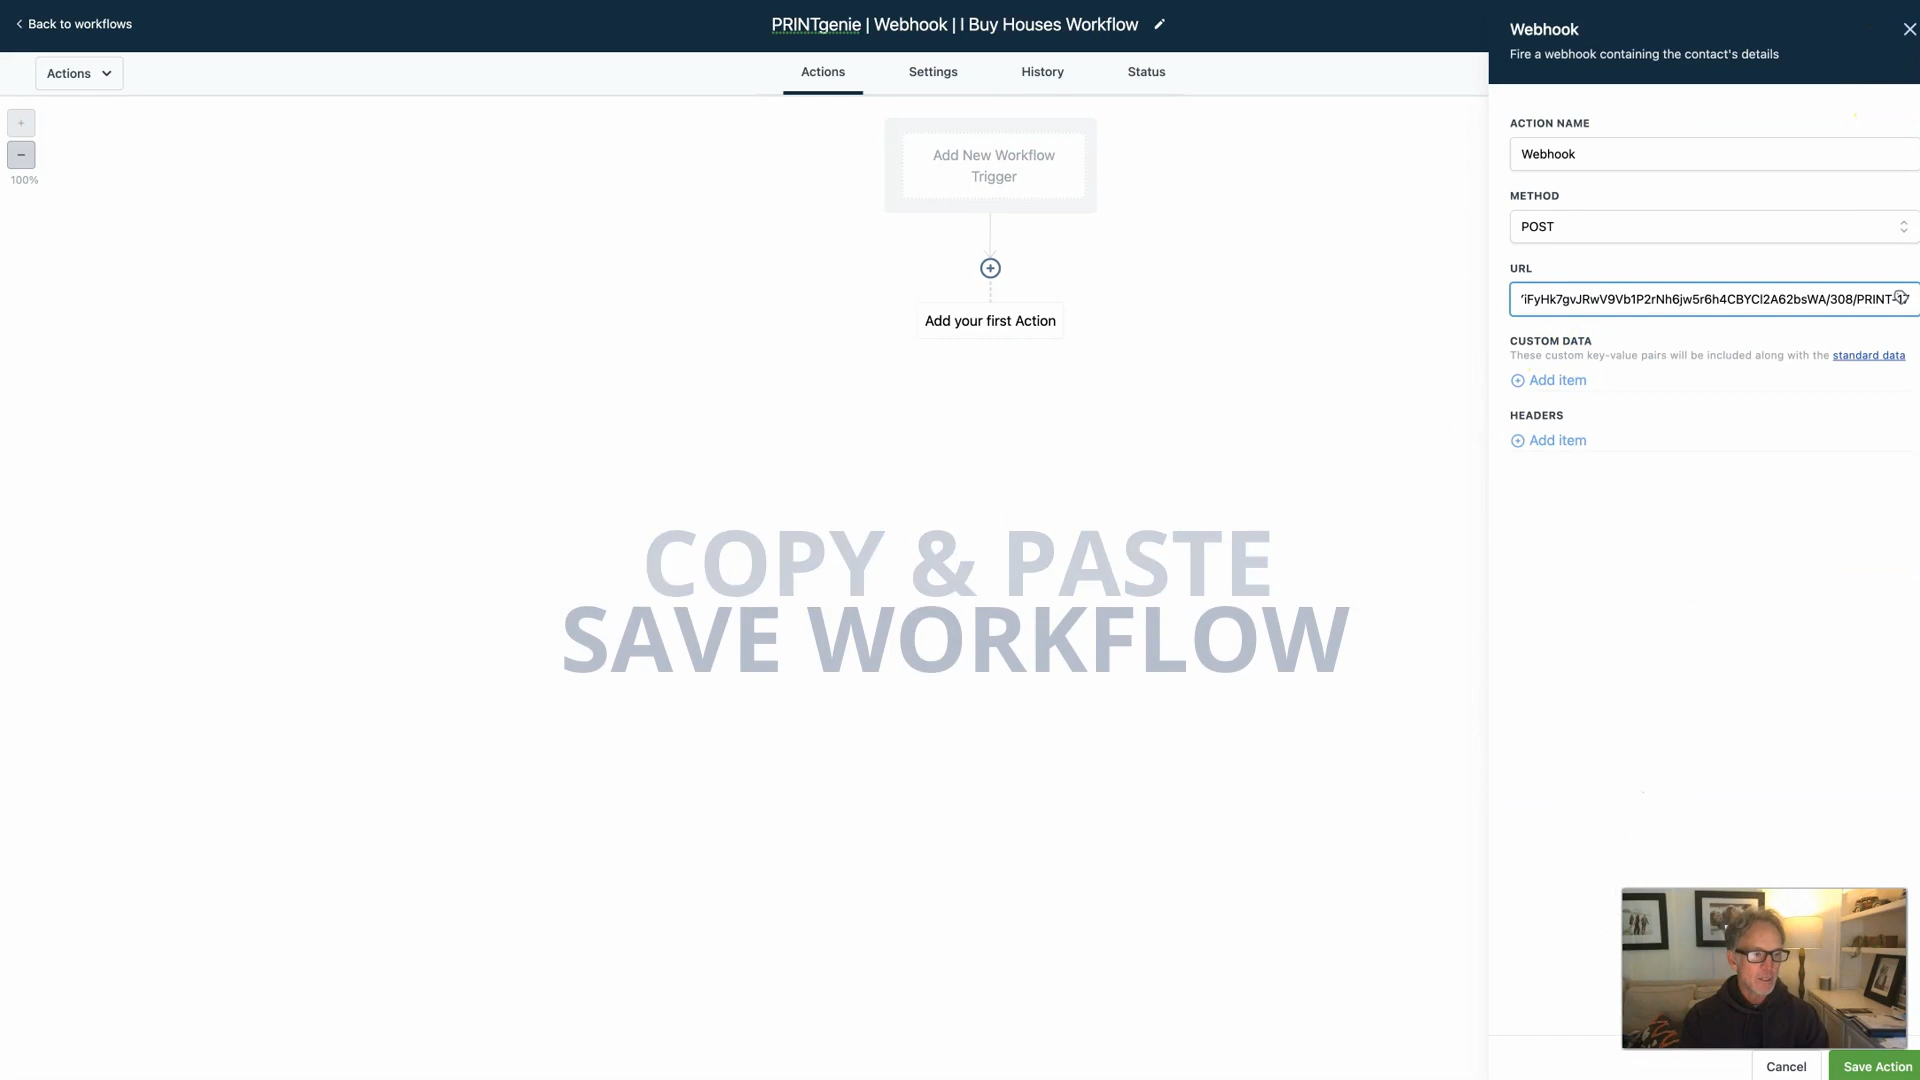 Back to workflows
PRINTgenie | Webhook | I Buy Houses Workflow
Webhook
Fire a webhook containing the contact's details
Actions
Actions
Settings
History
Status
+
−
100%
Add New Workflow
Trigger
Add your first Action
ACTION NAME
Webhook
METHOD
POST
URL
iFyHk7gvJRwV9Vb1P2rNh6jw5r6h4CBYCl2A62bsWA/308/PRINT-17
CUSTOM DATA
These custom key-value pairs will be included along with the standard data
Add item
HEADERS
Add item
COPY & PASTE
SAVE WORKFLOW
Cancel
Save Action